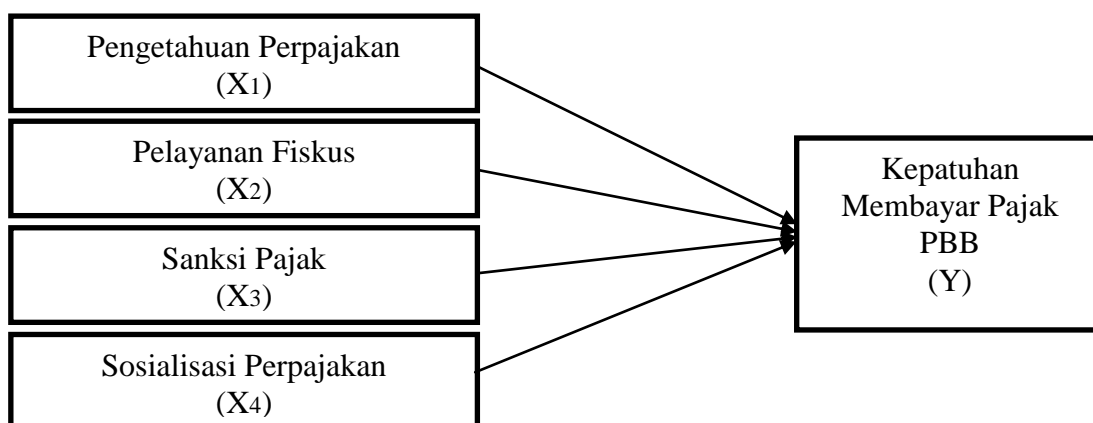 Pengetahuan Perpajakan
(X1)
Pelayanan Fiskus
(X2)
Sanksi Pajak
(X3)
Sosialisasi Perpajakan
(X4)
Kepatuhan
Membayar Pajak
PBB
(Y)